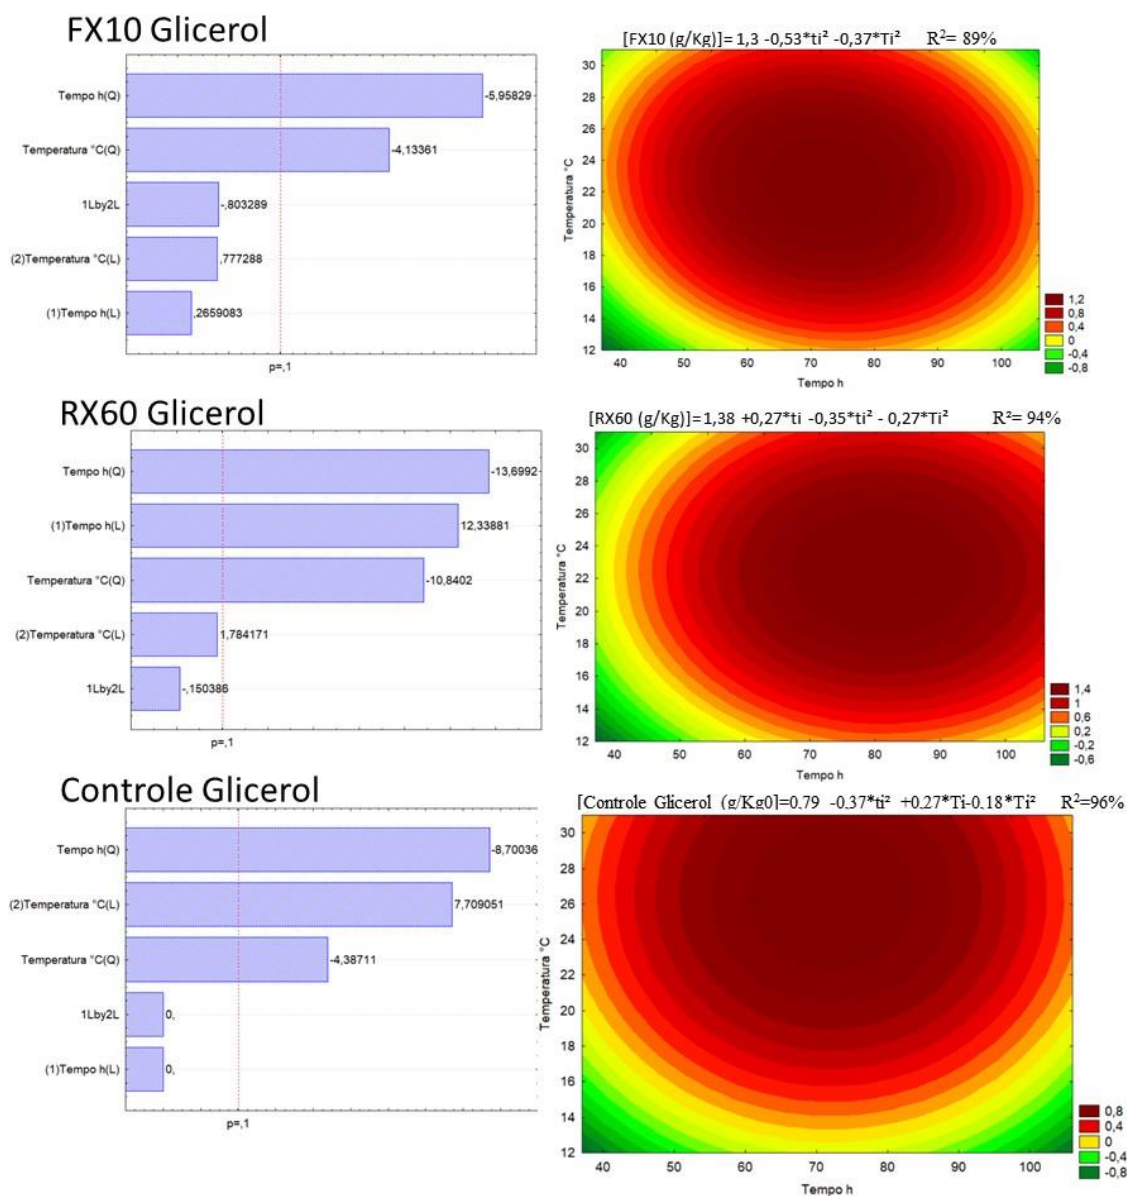 FX10 Glicerol
Tempo h(Q)
-5,95829
Temperatura °C(Q)
-4,13361
1Lby2L
-,803289
(2)Temperatura °C(L)
,777288
(1)Tempo h(L)
,2659083
p=,1
[FX10 (g/Kg)]= 1,3 -0,53*ti² -0,37*Ti² R²= 89%
30
28
26
24
22
20
18
16
14
12
Temperatura °C
40 50 60 70 80 90 100
Tempo h
1,2
0,8
0,4
0
-0,4
-0,8
RX60 Glicerol
Tempo h(Q)
-13,6992
(1)Tempo h(L)
12,33881
Temperatura °C(Q)
-10,8402
(2)Temperatura °C(L)
1,784171
1Lby2L
-,150386
p=,1
[RX60 (g/Kg)]=1,38 +0,27*ti -0,35*ti² - 0,27*Ti² R²= 94%
30
28
26
24
22
20
18
16
14
12
Temperatura °C
40 50 60 70 80 90 100
Tempo h
1,4
1
0,6
0,2
-0,2
-0,6
Controle Glicerol
Tempo h(Q)
-8,70036
(2)Temperatura °C(L)
7,709051
Temperatura °C(Q)
-4,38711
1Lby2L
0,
(1)Tempo h(L)
0,
p=,1
[Controle Glicerol (g/Kg0]=0.79 -0.37*ti² +0.27*Ti-0.18*Ti² R²=96%
30
28
26
24
22
20
18
16
14
12
Temperatura °C
40 50 60 70 80 90 100
Tempo h
0,8
0,4
0
-0,4
-0,8